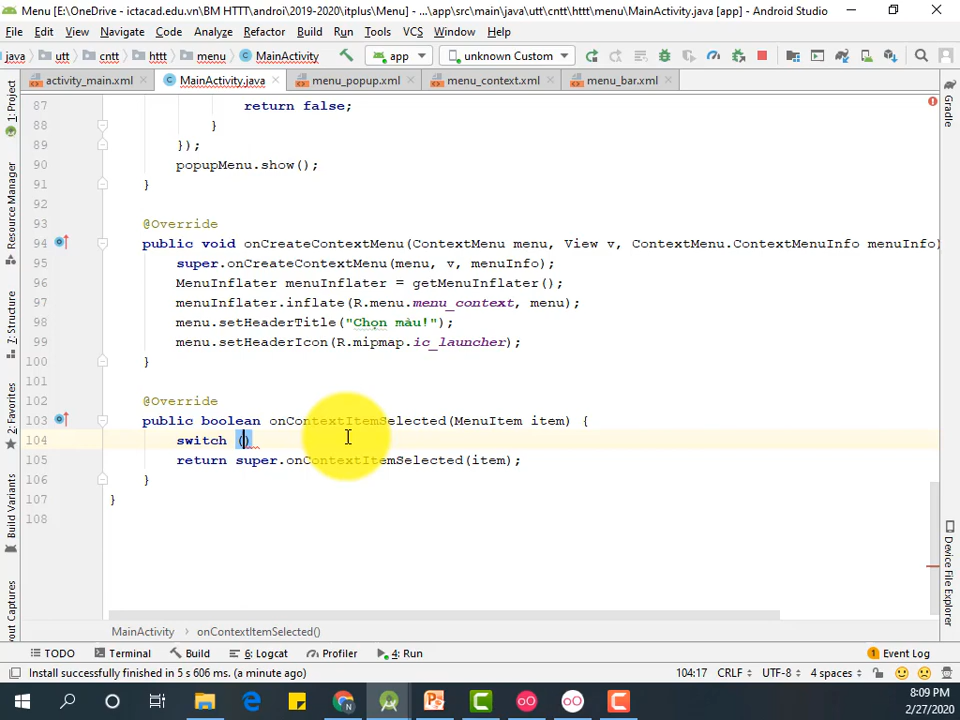 Menu [E:\OneDrive - ictacad.edu.vn\BM HTTT\androi\2019-2020\itplus\Menu] - ...\app\src\main\java\utt\cntt\httt\menu\MainActivity.java [app] - Android Studio
File Edit View Navigate Code Analyze Refactor Build Run Tools VCS Window Help
java utt cntt httt menu MainActivity app unknown Custom
activity_main.xml MainActivity.java menu_popup.xml menu_context.xml menu_bar.xml
87 return false;
88 }
89 });
90 popupMenu.show();
91 }
92
93 @Override
94 public void onCreateContextMenu(ContextMenu menu, View v, ContextMenu.ContextMenuInfo menuInfo)
95 super.onCreateContextMenu(menu, v, menuInfo);
96 MenuInflater menuInflater = getMenuInflater();
97 menuInflater.inflate(R.menu.menu_context, menu);
98 menu.setHeaderTitle("Chọn màu!");
99 menu.setHeaderIcon(R.mipmap.ic_launcher);
100 }
101
102 @Override
103 public boolean onContextItemSelected(MenuItem item) {
104 switch ()
105 return super.onContextItemSelected(item);
106 }
107 }
108
1: Project
Resource Manager
7: Structure
2: Favorites
Build Variants
Layout Captures
Gradle
Device File Explorer
MainActivity onContextItemSelected()
TODO Terminal Build 6: Logcat Profiler 4: Run 1 Event Log
Install successfully finished in 5 s 606 ms. (a minute ago) 104:17 CRLF UTF-8 4 spaces
8:09 PM
2/27/2020